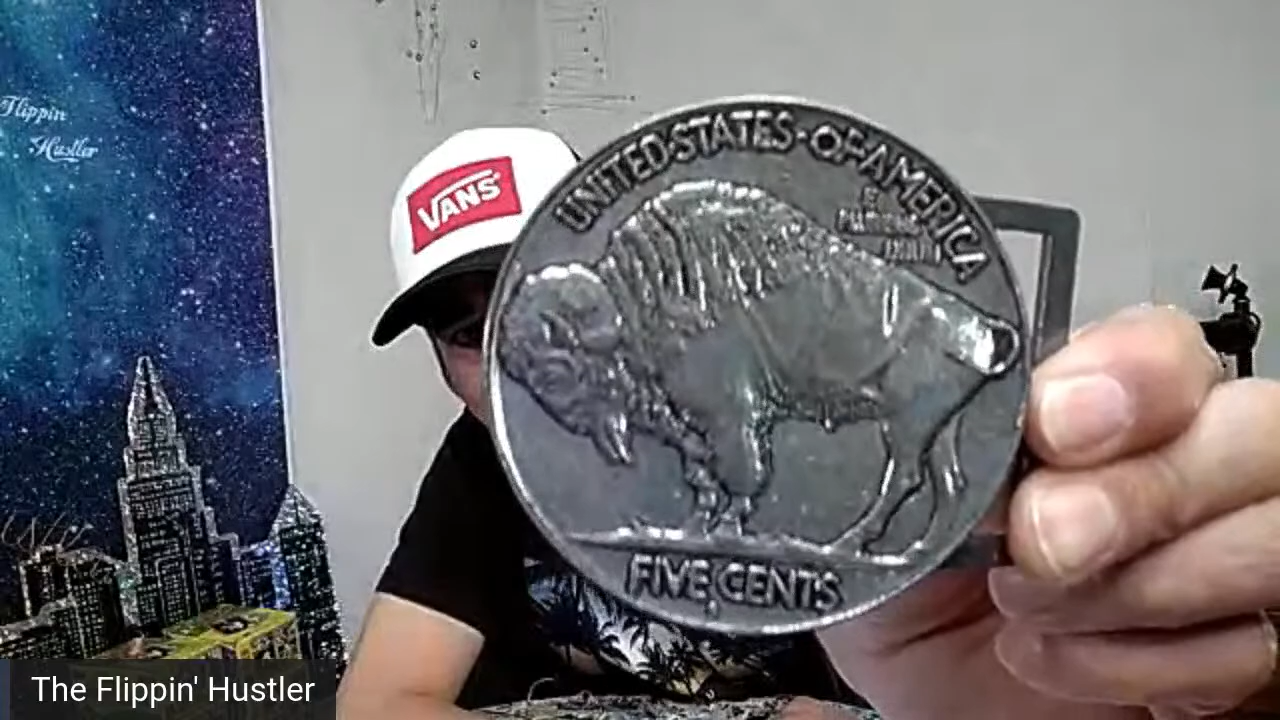 Flippin
Hustler
VANS
UNITED·STATES·OF·AMERICA
E
PLURIBUS
UNUM
FIVE CENTS
The Flippin' Hustler